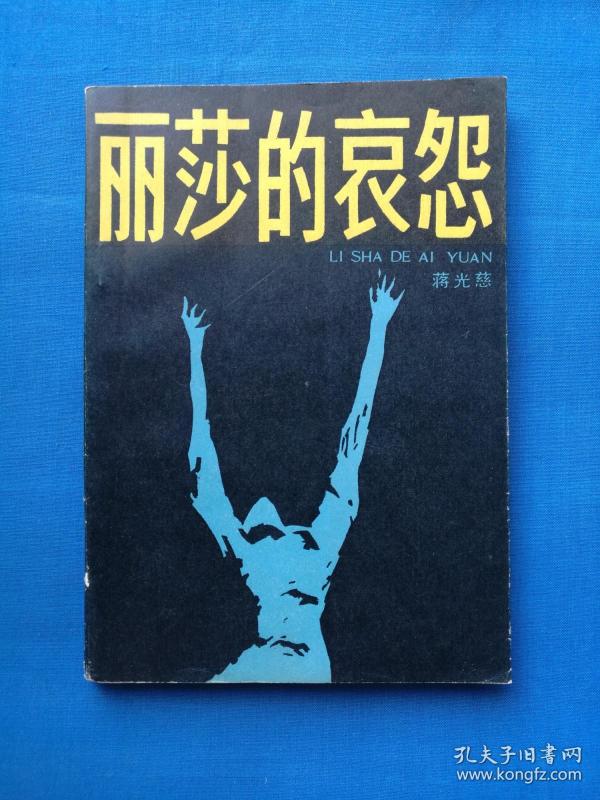 丽莎的哀怨
LI SHA DE AI YUAN
蒋光慈
孔夫子旧書网
www.kongfz.com